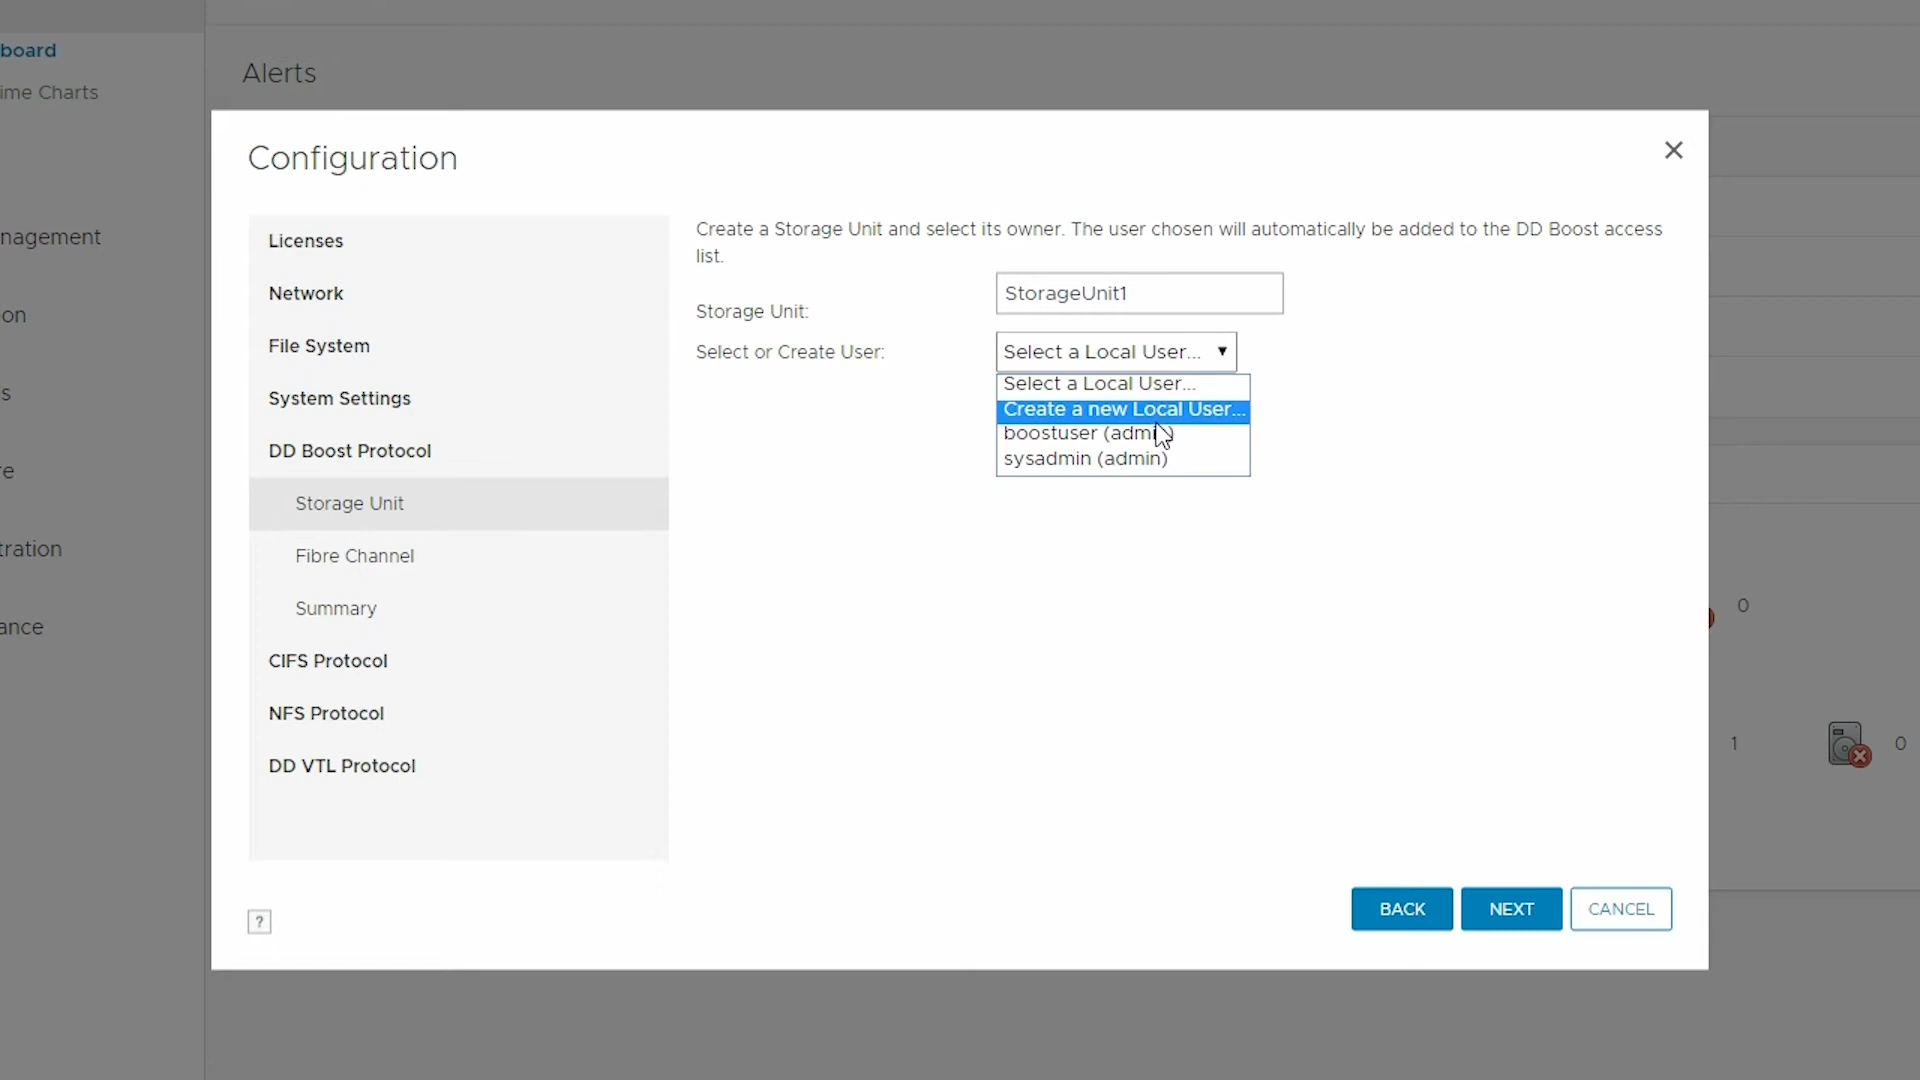 board
ime Charts
Alerts
nagement
on
s
re
tration
ance
Configuration
Licenses
Network
File System
System Settings
DD Boost Protocol
Storage Unit
Fibre Channel
Summary
CIFS Protocol
NFS Protocol
DD VTL Protocol
Create a Storage Unit and select its owner. The user chosen will automatically be added to the DD Boost access
list.
Storage Unit:
StorageUnit1
Select or Create User:
Select a Local User...
Select a Local User...
Create a new Local User...
boostuser (admin)
sysadmin (admin)
?
BACK
NEXT
CANCEL
0
1
0